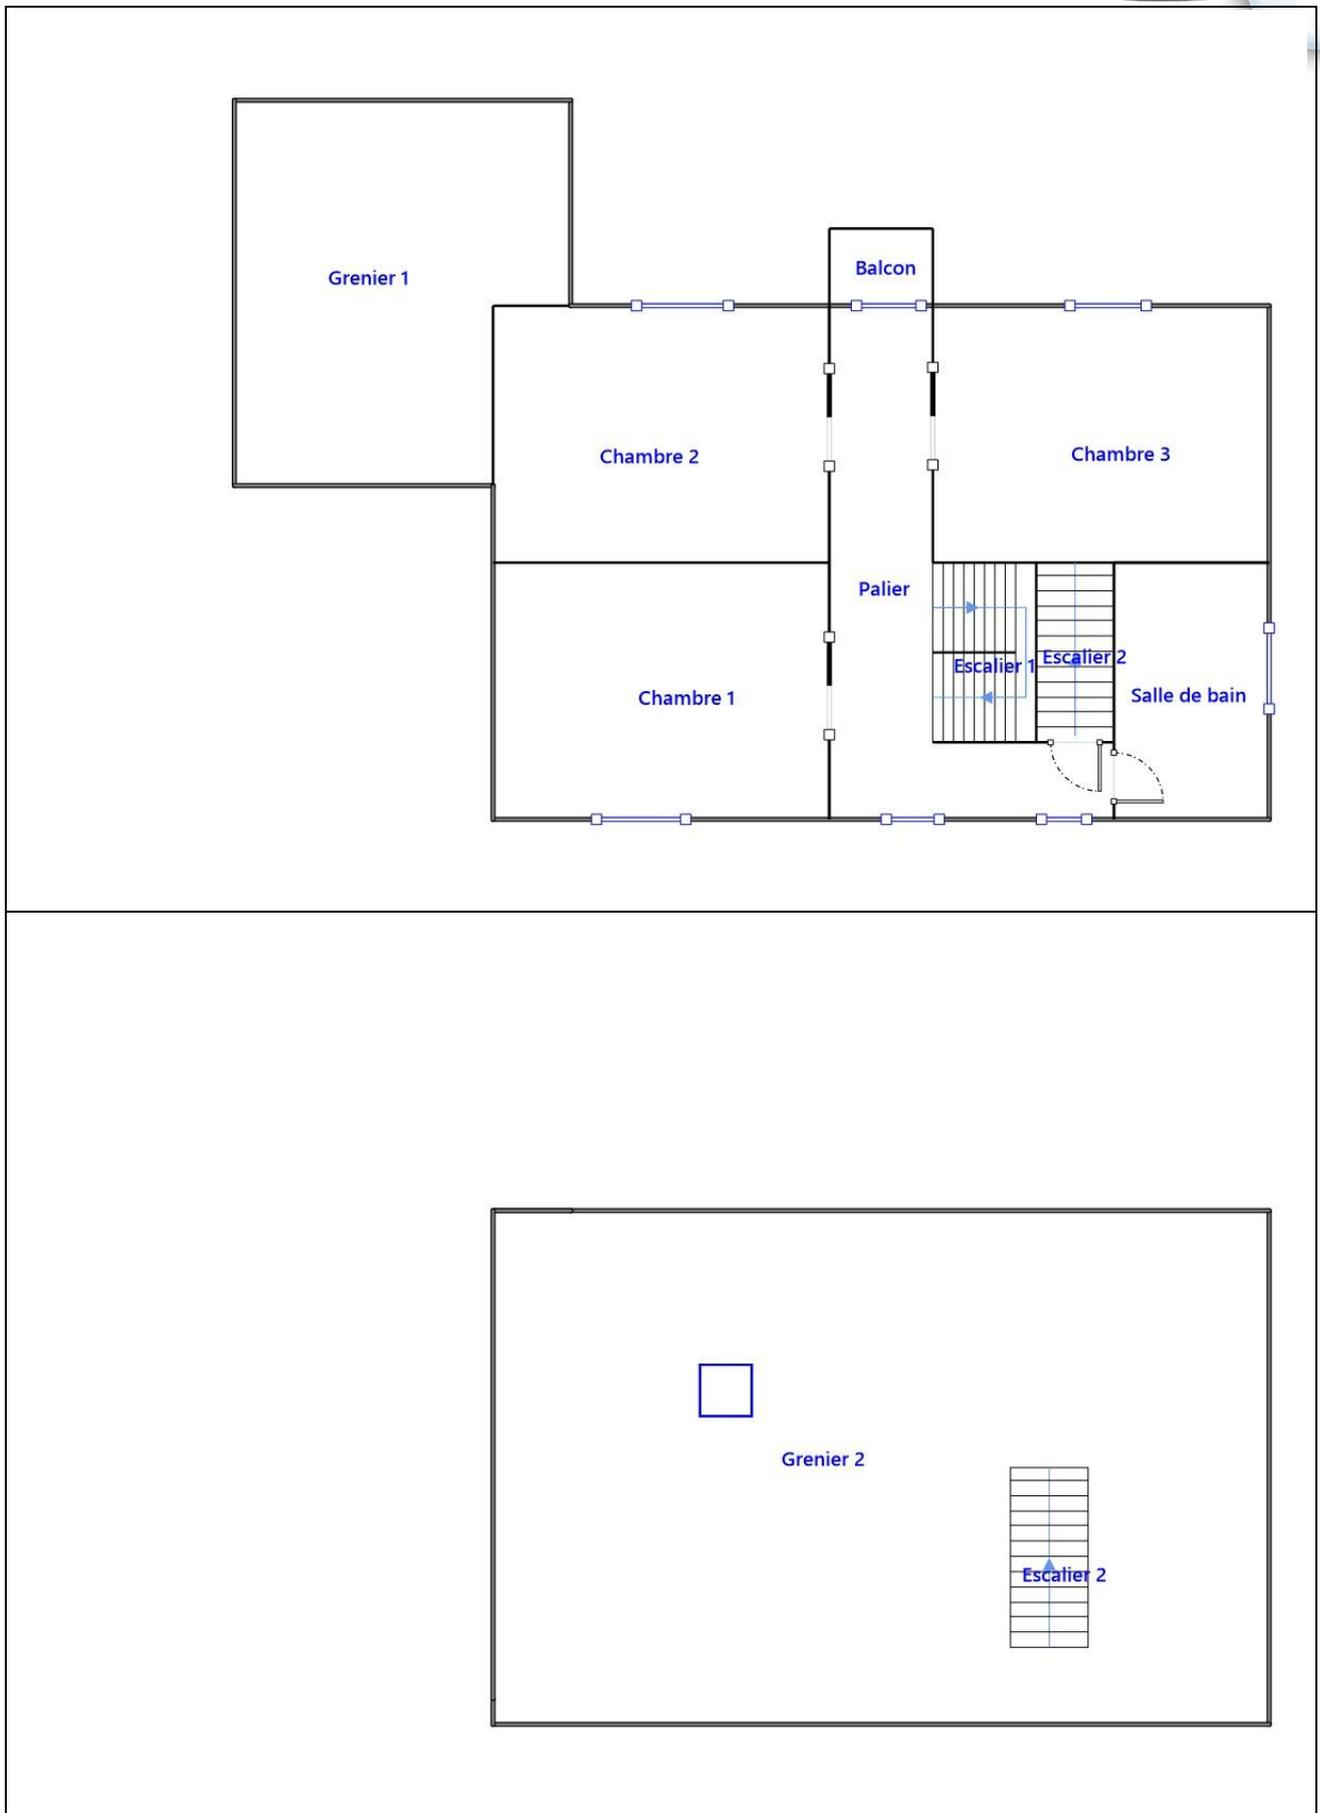 Balcon
Grenier 1
Chambre 2
Chambre 3
Palier
Escalier 1
Escalier 2
Chambre 1
Salle de bain
Grenier 2
Escalier 2